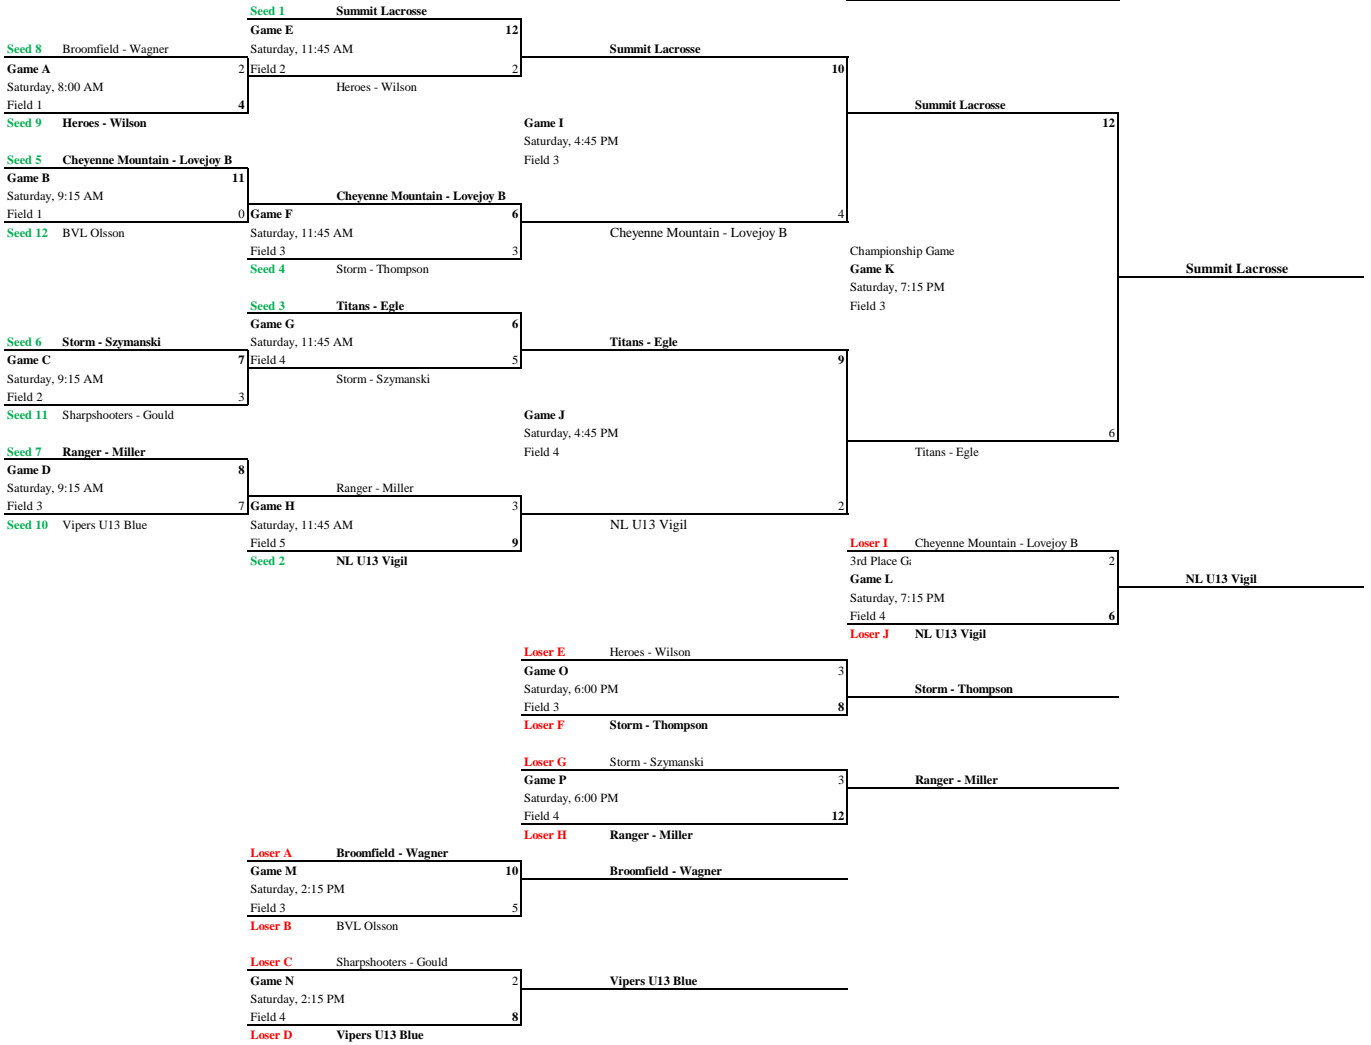 Seed 1 Summit Lacrosse
Game E 12
Seed 8 Broomfield - Wagner Saturday, 11:45 AM Summit Lacrosse
Game A 2 Field 2 2 10
Saturday, 8:00 AM Heroes - Wilson
Field 1 4 Summit Lacrosse
Seed 9 Heroes - Wilson Game I 12
Saturday, 4:45 PM
Seed 5 Cheyenne Mountain - Lovejoy B Field 3
Game B 11
Saturday, 9:15 AM Cheyenne Mountain - Lovejoy B
Field 1 0 Game F 6 4
Seed 12 BVL Olsson Saturday, 11:45 AM Cheyenne Mountain - Lovejoy B
Field 3 3 Championship Game
Seed 4 Storm - Thompson Game K Summit Lacrosse
Saturday, 7:15 PM
Seed 3 Titans - Egle Field 3
Game G 6
Seed 6 Storm - Szymanski Saturday, 11:45 AM Titans - Egle
Game C 7 Field 4 5 9
Saturday, 9:15 AM Storm - Szymanski
Field 2 3
Seed 11 Sharpshooters - Gould Game J
Saturday, 4:45 PM 6
Seed 7 Ranger - Miller Field 4 Titans - Egle
Game D 8
Saturday, 9:15 AM Ranger - Miller
Field 3 7 Game H 3 2
Seed 10 Vipers U13 Blue Saturday, 11:45 AM NL U13 Vigil
Field 5 9 Loser I Cheyenne Mountain - Lovejoy B
Seed 2 NL U13 Vigil 3rd Place Ga 2
Game L NL U13 Vigil
Saturday, 7:15 PM
Field 4 6
Loser J NL U13 Vigil
Loser E Heroes - Wilson
Game O 3
Saturday, 6:00 PM Storm - Thompson
Field 3 8
Loser F Storm - Thompson
Loser G Storm - Szymanski
Game P 3 Ranger - Miller
Saturday, 6:00 PM
Field 4 12
Loser H Ranger - Miller
Loser A Broomfield - Wagner
Game M 10 Broomfield - Wagner
Saturday, 2:15 PM
Field 3 5
Loser B BVL Olsson
Loser C Sharpshooters - Gould
Game N 2 Vipers U13 Blue
Saturday, 2:15 PM
Field 4 8
Loser D Vipers U13 Blue